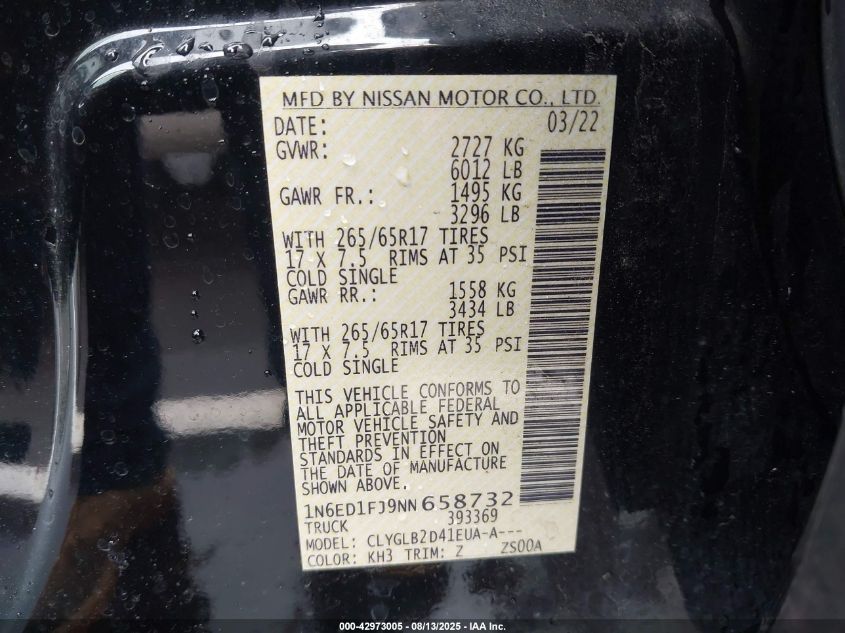 MFD BY NISSAN MOTOR CO., LTD.
DATE: 03/22
GVWR: 2727 KG
6012 LB
GAWR FR.: 1495 KG
3296 LB
WITH 265/65R17 TIRES
17 X 7.5 RIMS AT 35 PSI
COLD SINGLE
GAWR RR.: 1558 KG
3434 LB
WITH 265/65R17 TIRES
17 X 7.5 RIMS AT 35 PSI
COLD SINGLE
THIS VEHICLE CONFORMS TO
ALL APPLICABLE FEDERAL
MOTOR VEHICLE SAFETY AND
THEFT PREVENTION
STANDARDS IN EFFECT ON
THE DATE OF MANUFACTURE
SHOWN ABOVE.
1N6ED1FJ9NN658732
TRUCK 393369
MODEL: CLYGLB2D41EUA-A---
COLOR: KH3 TRIM: Z ZS00A
000-42973005 - 08/13/2025 - IAA Inc.